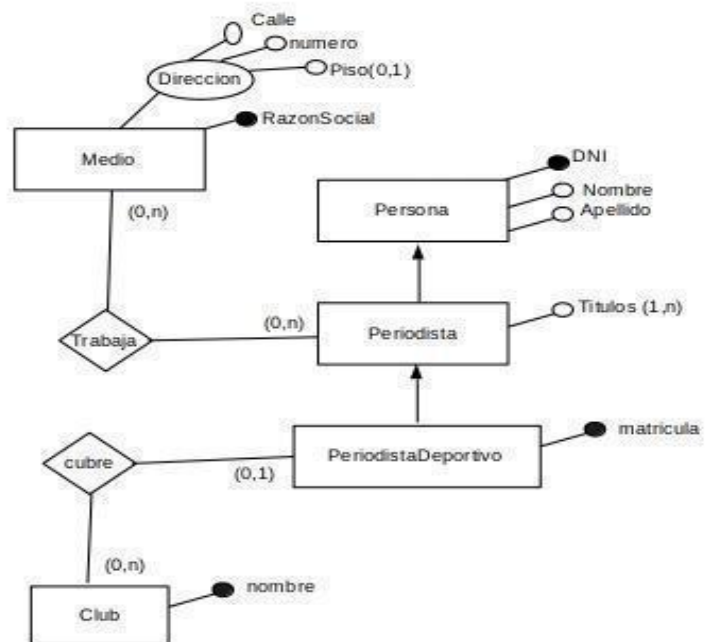 Calle
numero
Direccion
Piso(0,1)
RazonSocial
Medio
DNI
Nombre
Persona
Apellido
(0,n)
Titulos (1,n)
(0,n)
Trabaja
Periodista
matricula
PeriodistaDeportivo
cubre
(0,1)
(0,n)
nombre
Club